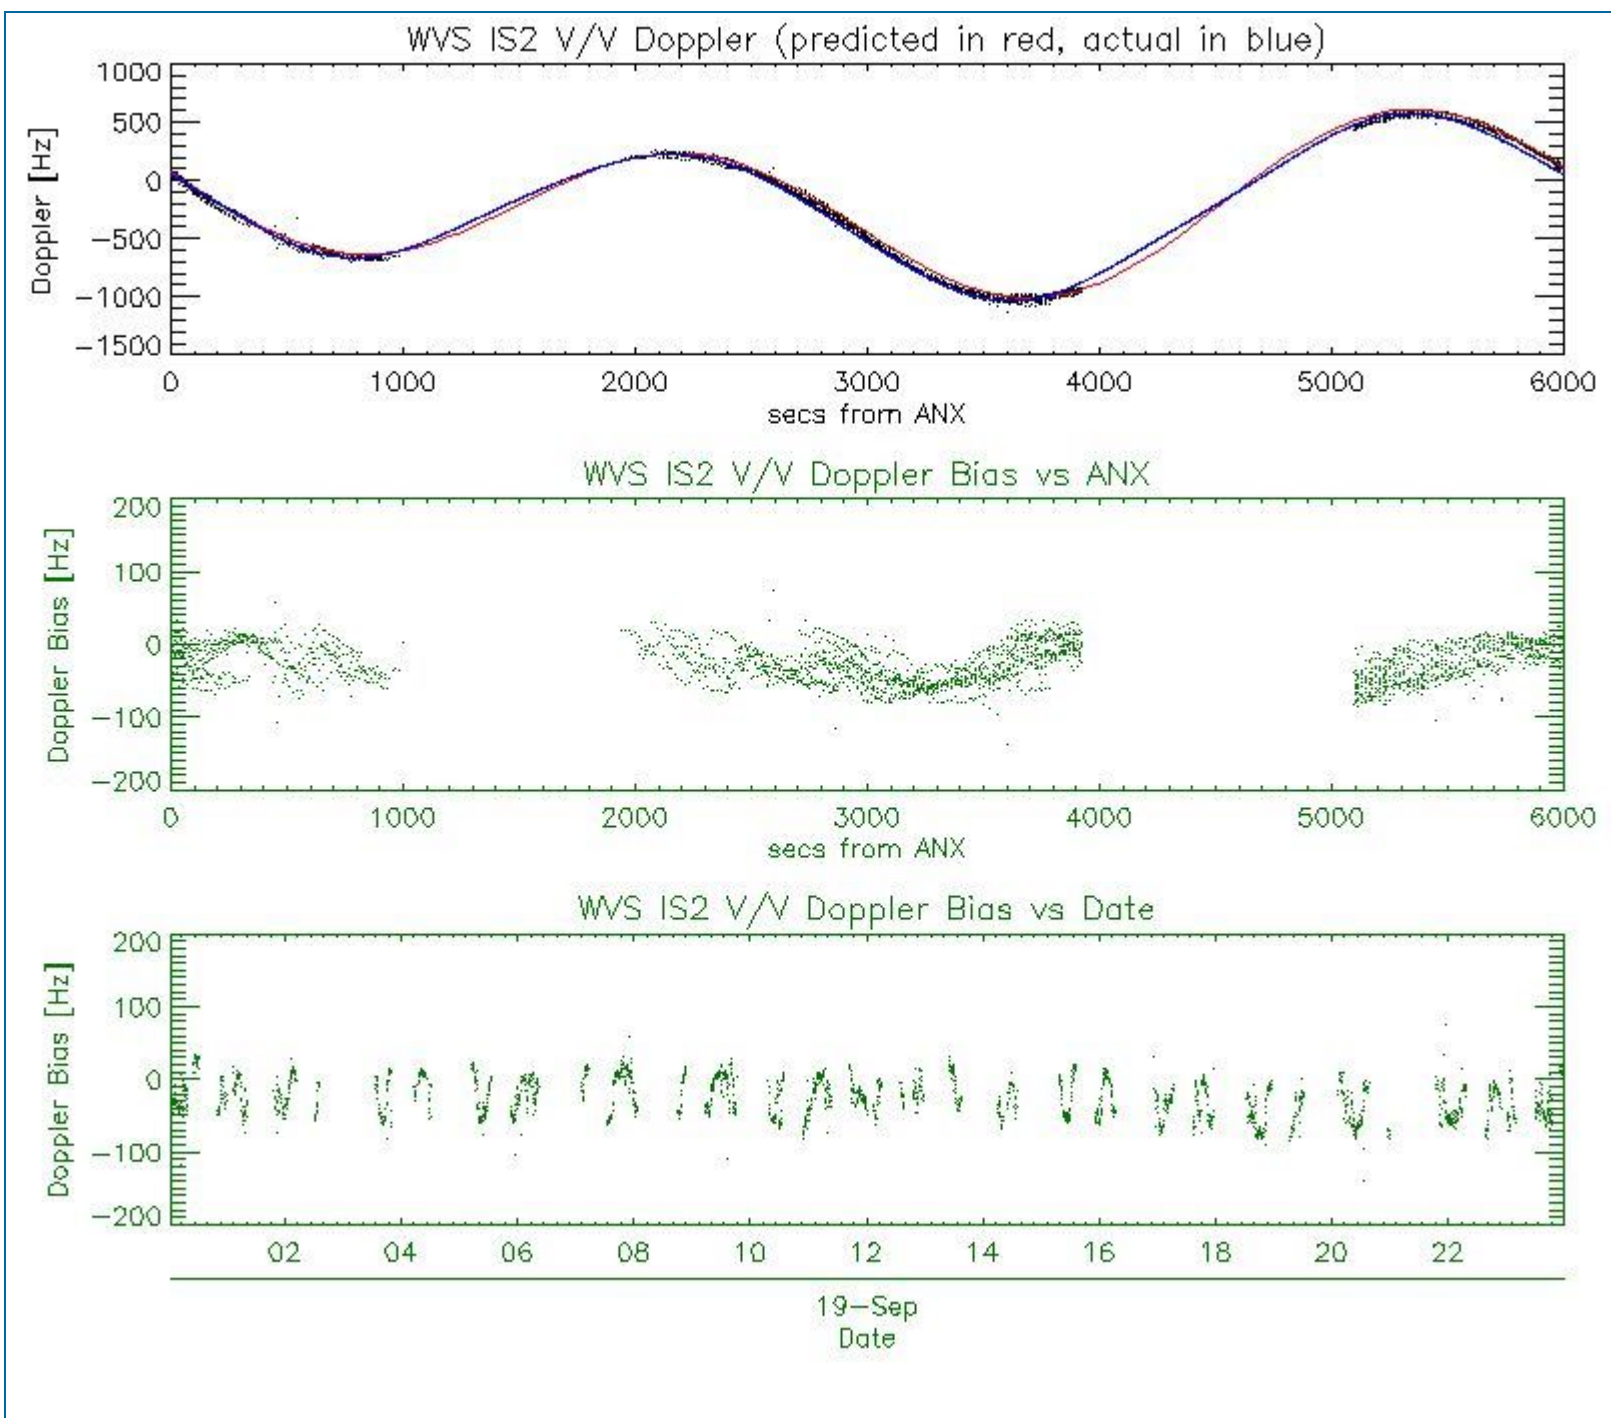 WVS IS2 V/V Doppler (predicted in red, actual in blue)
1000
500
0
−500
−1000
−1500
Doppler [Hz]
0 1000 2000 3000 4000 5000 6000
secs from ANX
WVS IS2 V/V Doppler Bias vs ANX
200
100
0
−100
−200
Doppler Bias [Hz]
0 1000 2000 3000 4000 5000 6000
secs from ANX
WVS IS2 V/V Doppler Bias vs Date
200
100
0
−100
−200
Doppler Bias [Hz]
02 04 06 08 10 12 14 16 18 20 22
19−Sep
Date